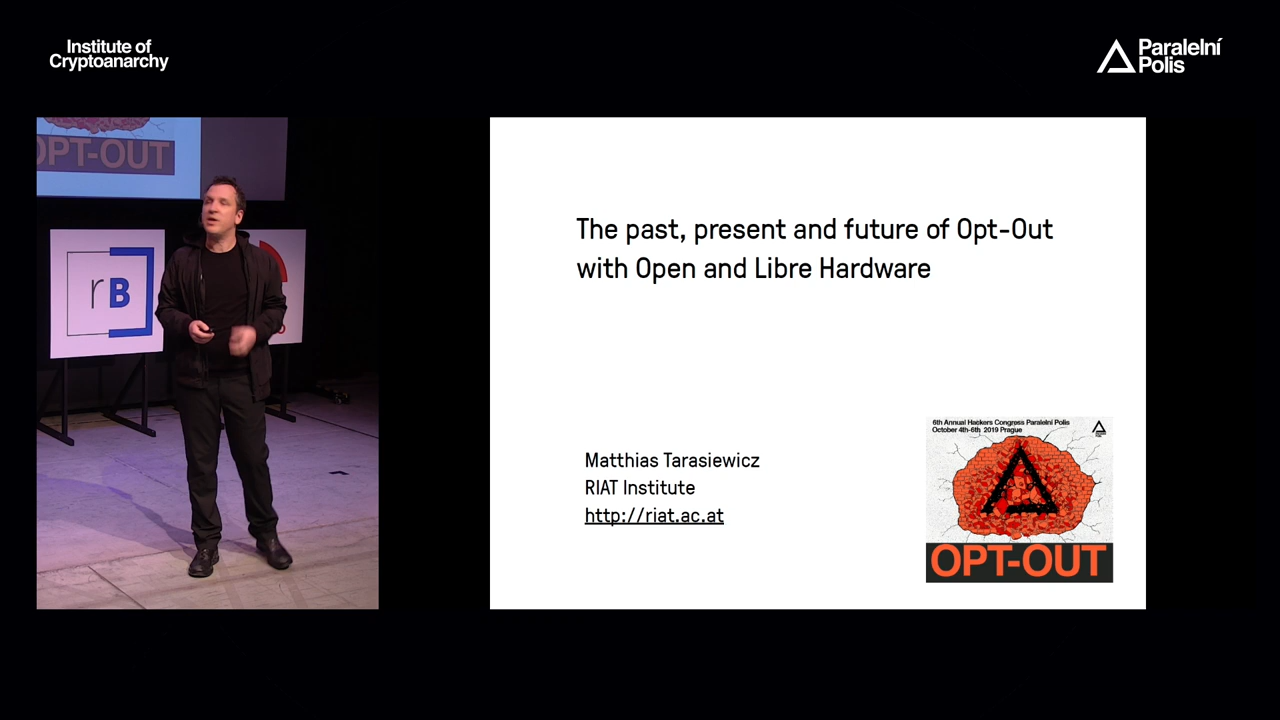 Institute of
Cryptoanarchy
Paralelní
Polis
OPT-OUT
rB
The past, present and future of Opt-Out
with Open and Libre Hardware
Matthias Tarasiewicz
RIAT Institute
http://riat.ac.at
6th Annual Hackers Congress Paralelní Polis
October 4th-6th 2019 Prague
OPT-OUT